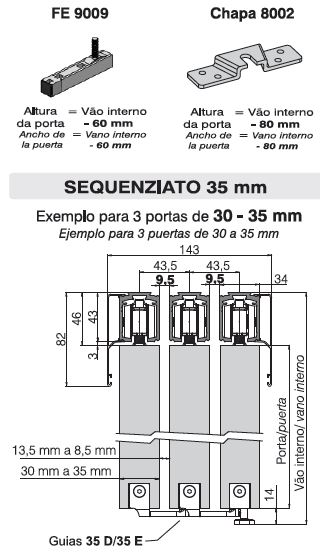 FE 9009
Chapa 8002
Altura da porta = Vão interno - 60 mm
Ancho de la puerta = Vano interno - 60 mm
Altura da porta = Vão interno - 80 mm
Ancho de la puerta = Vano interno - 80 mm
SEQUENZIATO 35 mm
Exemplo para 3 portas de 30 - 35 mm
Ejemplo para 3 puertas de 30 a 35 mm
143
43,5
43,5
9.5
9.5
34
82
46
43
3
13,5 mm a 8,5 mm
30 mm a 35 mm
Porta/puerta
Vão interno/ vano interno
14
Guias 35 D/35 E